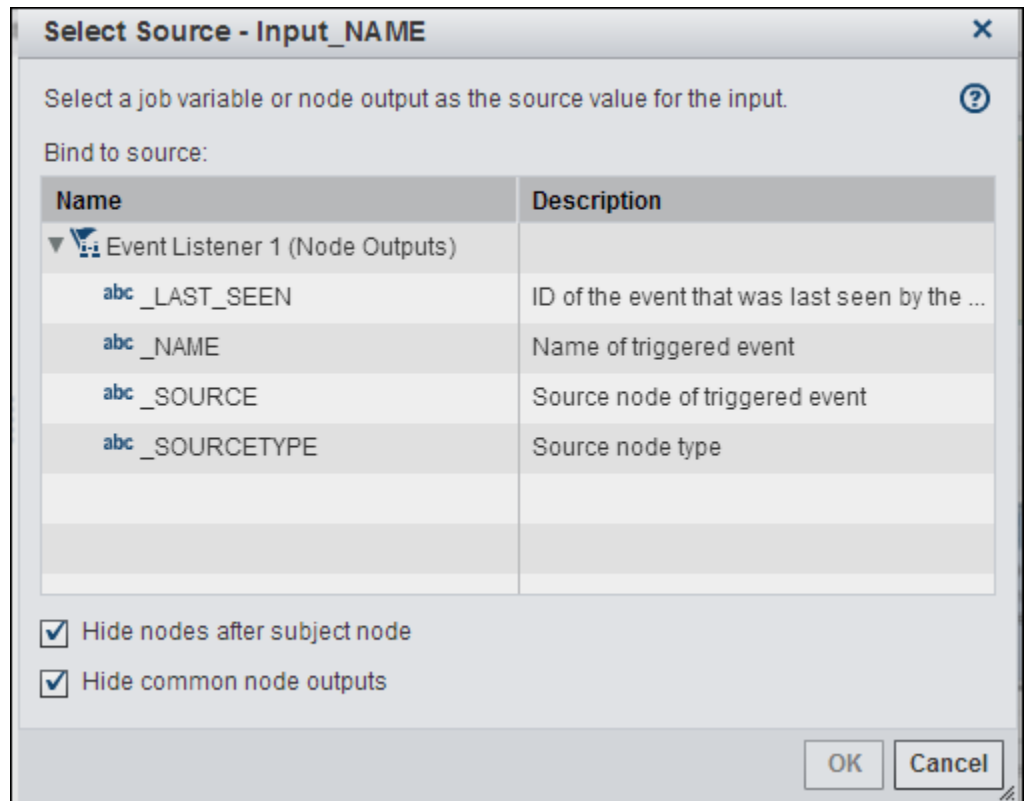 Select Source - Input_NAME
Select a job variable or node output as the source value for the input.
Bind to source:
Name Description
Event Listener 1 (Node Outputs)
abc _LAST_SEEN ID of the event that was last seen by the ...
abc _NAME Name of triggered event
abc _SOURCE Source node of triggered event
abc _SOURCETYPE Source node type
Hide nodes after subject node
Hide common node outputs
OK Cancel